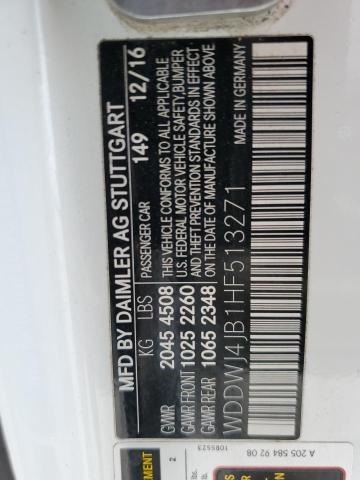 MFD BY DAIMLER AG STUTTGART
KG LBS PASSENGER CAR 149 12/16
GVWR 2045 4508 THIS VEHICLE CONFORMS TO ALL APPLICABLE
GAWR FRONT 1025 2260 U.S. FEDERAL MOTOR VEHICLE SAFETY, BUMPER
AND THEFT PREVENTION STANDARDS IN EFFECT
GAWR REAR 1065 2348 ON THE DATE OF MANUFACTURE SHOWN ABOVE
WDDWJ4JB1HF513271 MADE IN GERMANY
A 205 584 92 08
2